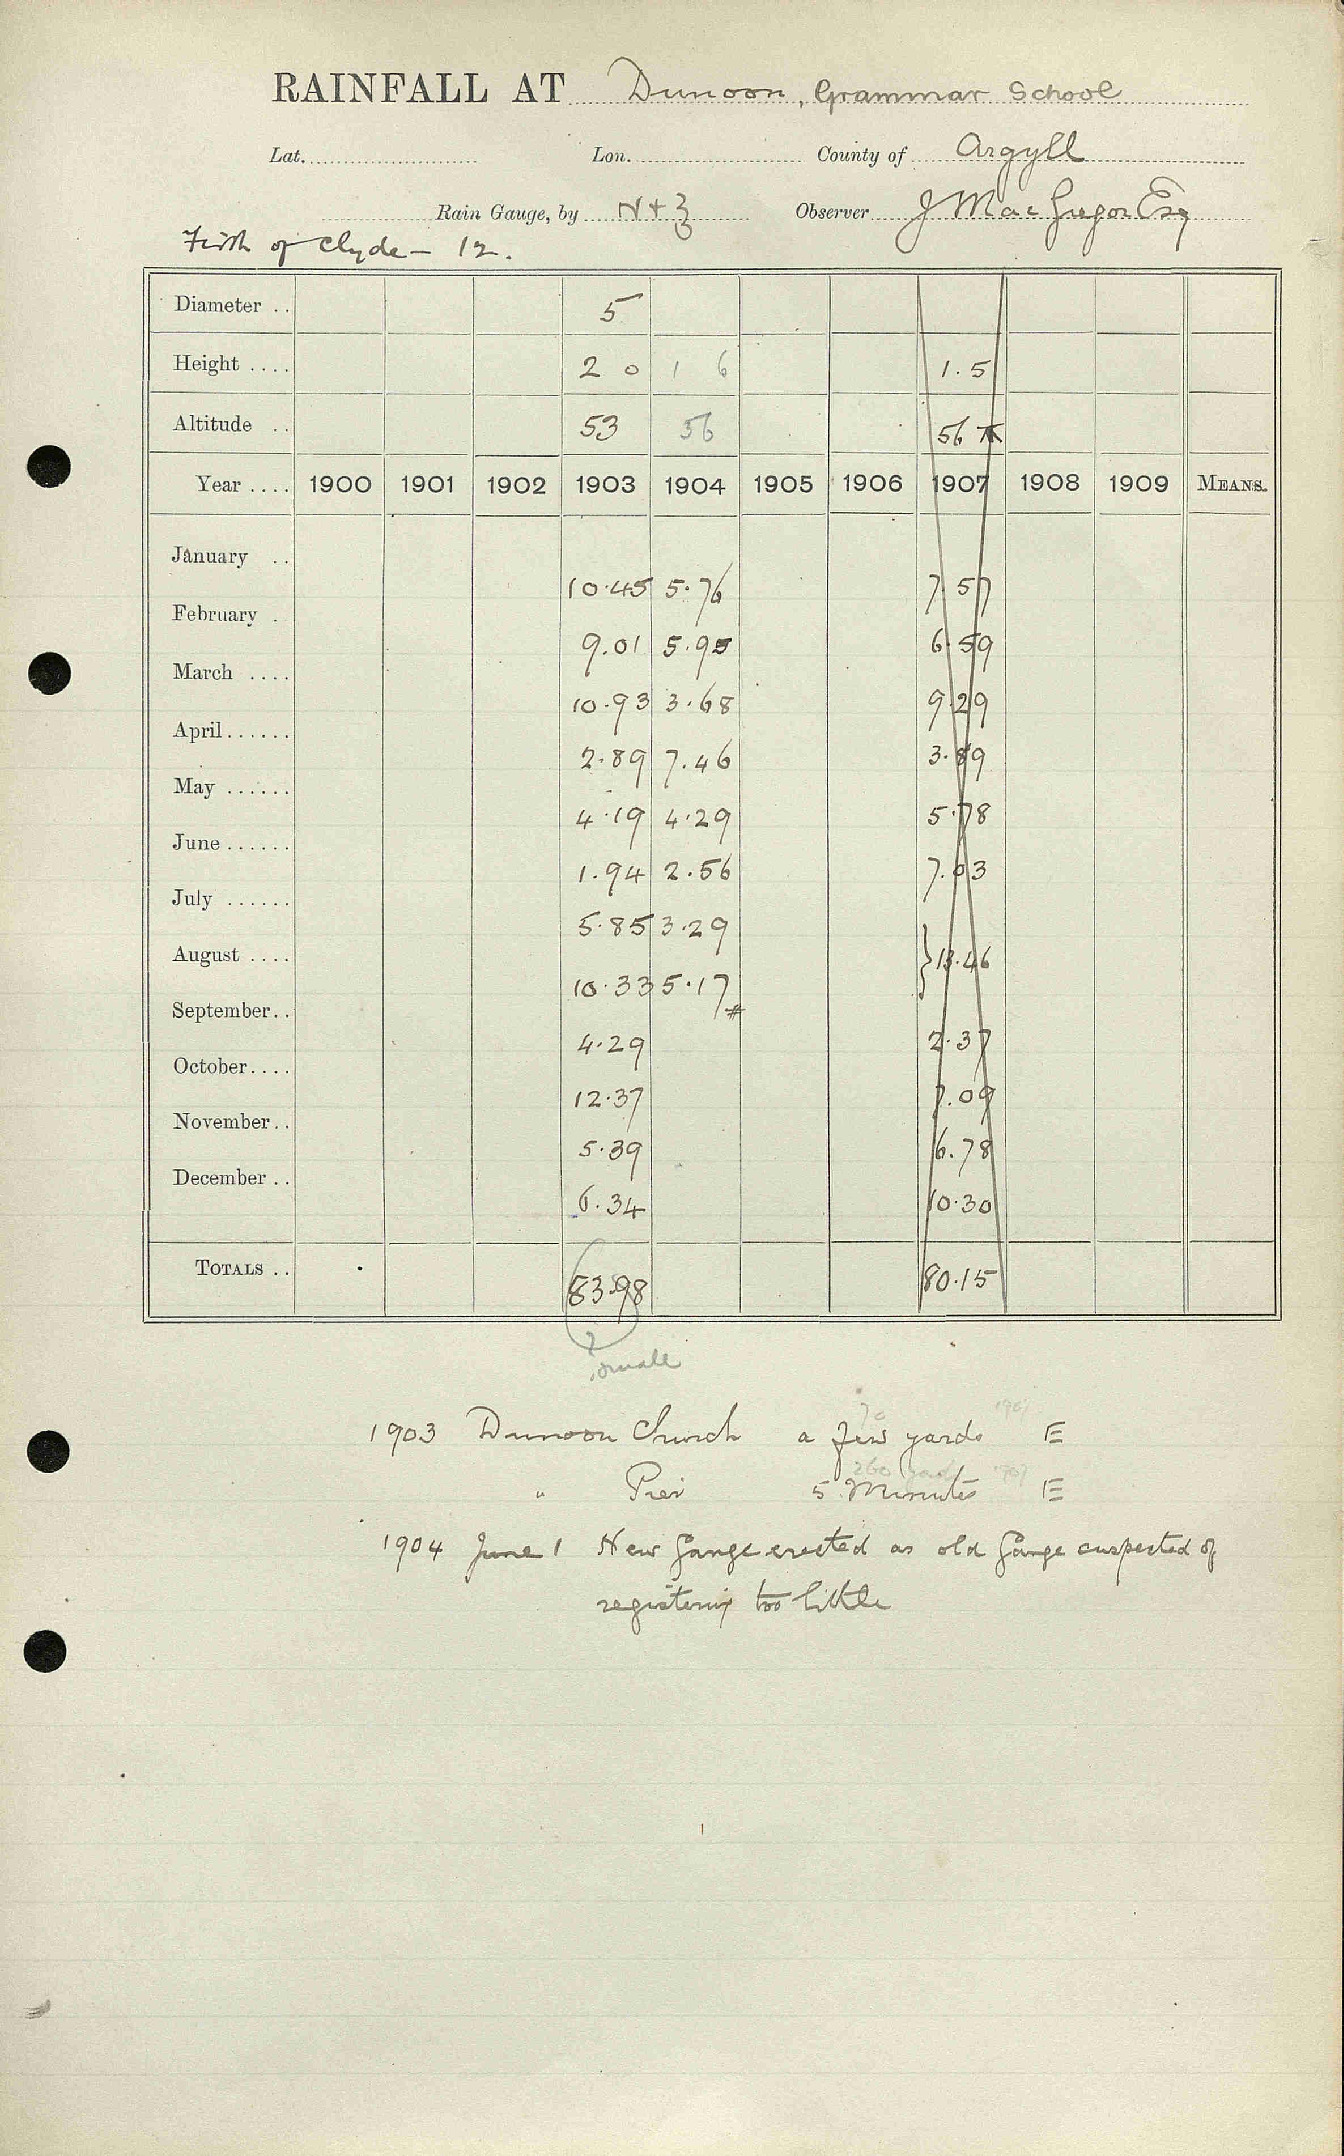 RAINFALL AT Dunoon, Grammar School
Lat. Lon. County of Argyll
Rain Gauge, by N + Z Observer J MacGregor Esq
Firth of Clyde — 12.
Diameter .. 5
Height .... 2 0 1 6 1.5
Altitude .. 53 56 56
Year .... 1900 1901 1902 1903 1904 1905 1906 1907 1908 1909 MEANS.
January .. 10.45 5.76 7.57
February . 9.01 5.95 6.59
March .... 10.93 3.68 9.29
April...... 2.89 7.46 3.89
May ...... 4.19 4.29 5.78
June ...... 1.94 2.56 7.03
July ...... 5.85 3.29
August .... 10.33 5.17 # } 13.46
September.. 4.29 2.37
October.... 12.37 7.09
November.. 5.39 6.78
December .. 6.34 10.30
TOTALS .. 83.98 80.15
? small
70 1907
1903 Dunoon Church a few yards E
260 yards 1907
" Pier 5 Minutes E
1904 June 1 New Gauge erected as old Gauge suspected of
registering too little